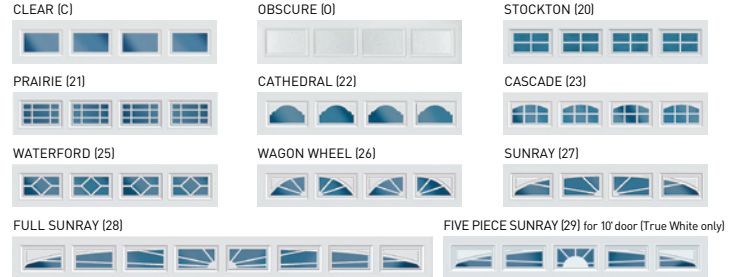 CLEAR (C)
OBSCURE (O)
STOCKTON (20)
PRAIRIE (21)
CATHEDRAL (22)
CASCADE (23)
WATERFORD (25)
WAGON WHEEL (26)
SUNRAY (27)
FULL SUNRAY (28)
FIVE PIECE SUNRAY (29) for 10' door (True White only)